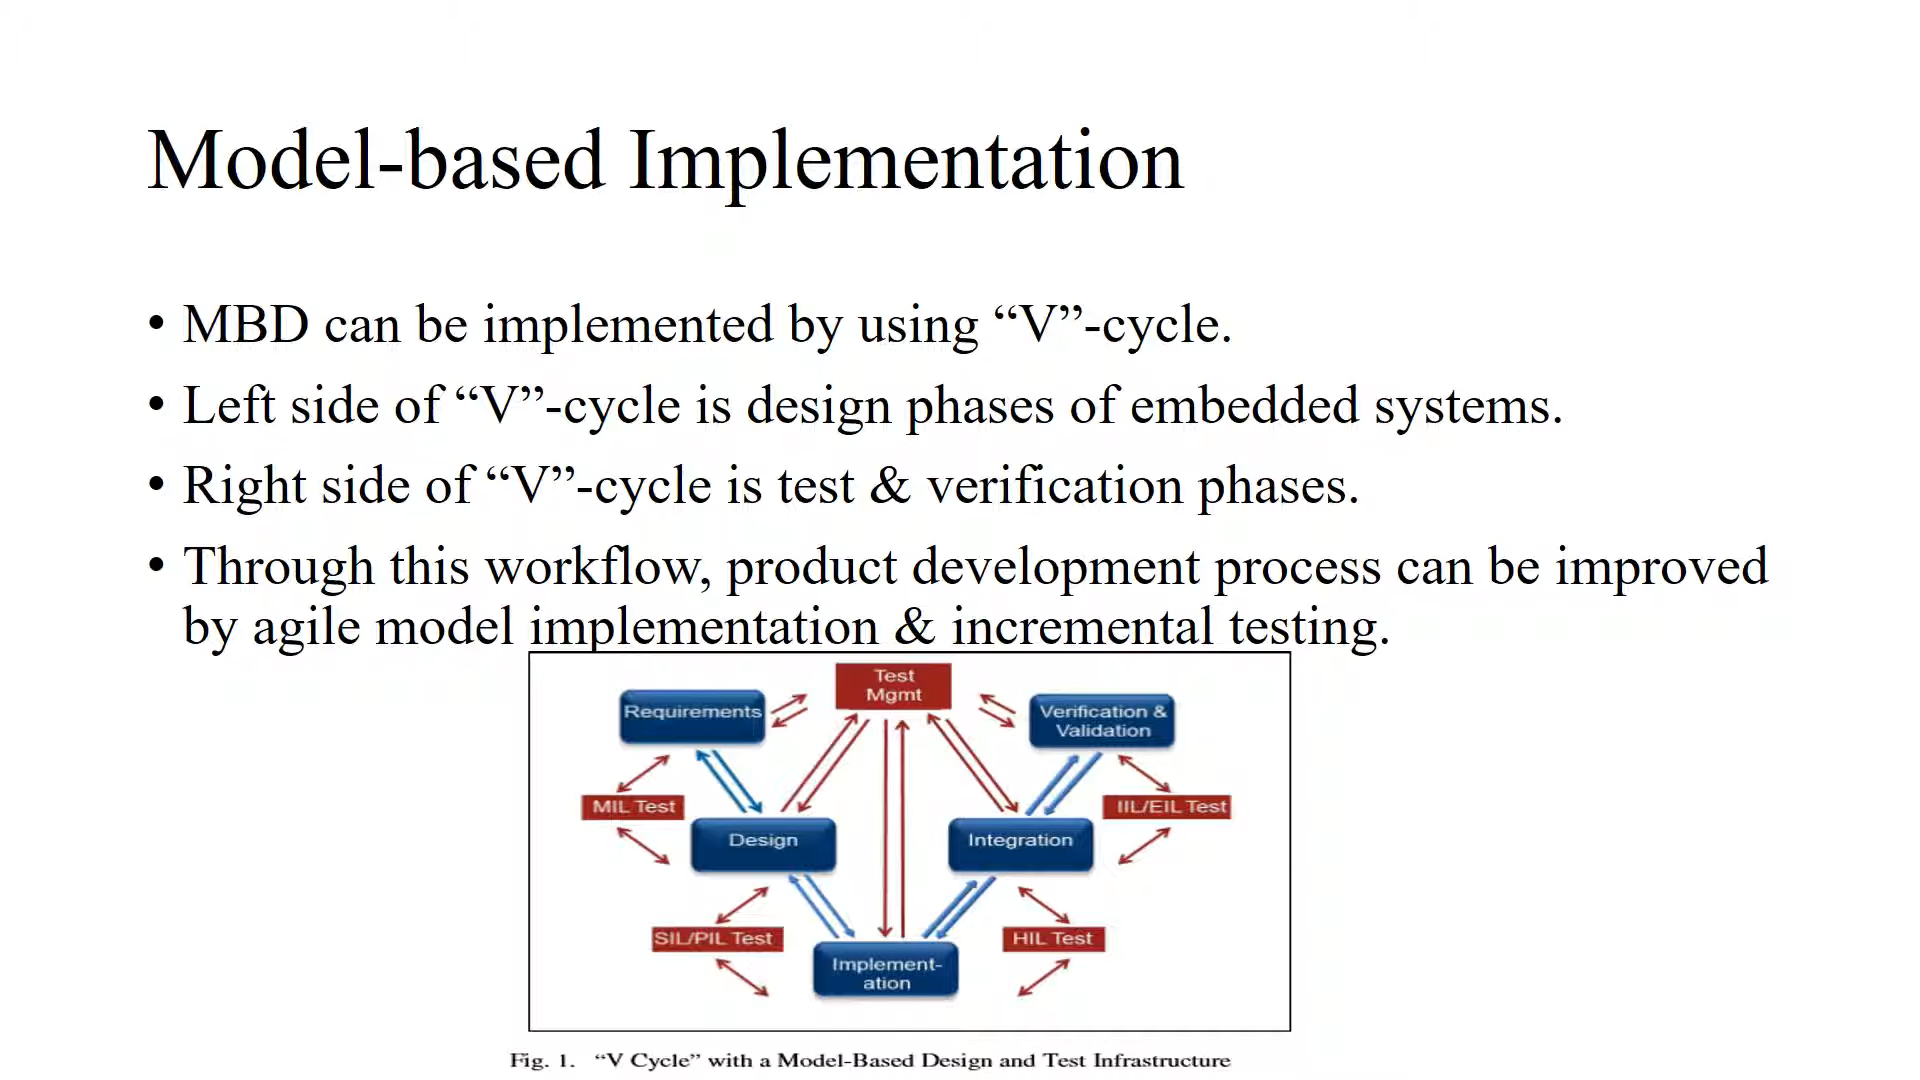 Model-based Implementation
• MBD can be implemented by using “V”-cycle.
• Left side of “V”-cycle is design phases of embedded systems.
• Right side of “V”-cycle is test & verification phases.
• Through this workflow, product development process can be improved
by agile model implementation & incremental testing.
Test
Mgmt
Requirements
Verification &
Validation
MIL Test
IIL/EIL Test
Design
Integration
SIL/PIL Test
HIL Test
Implement-
ation
Fig. 1. “V Cycle” with a Model-Based Design and Test Infrastructure